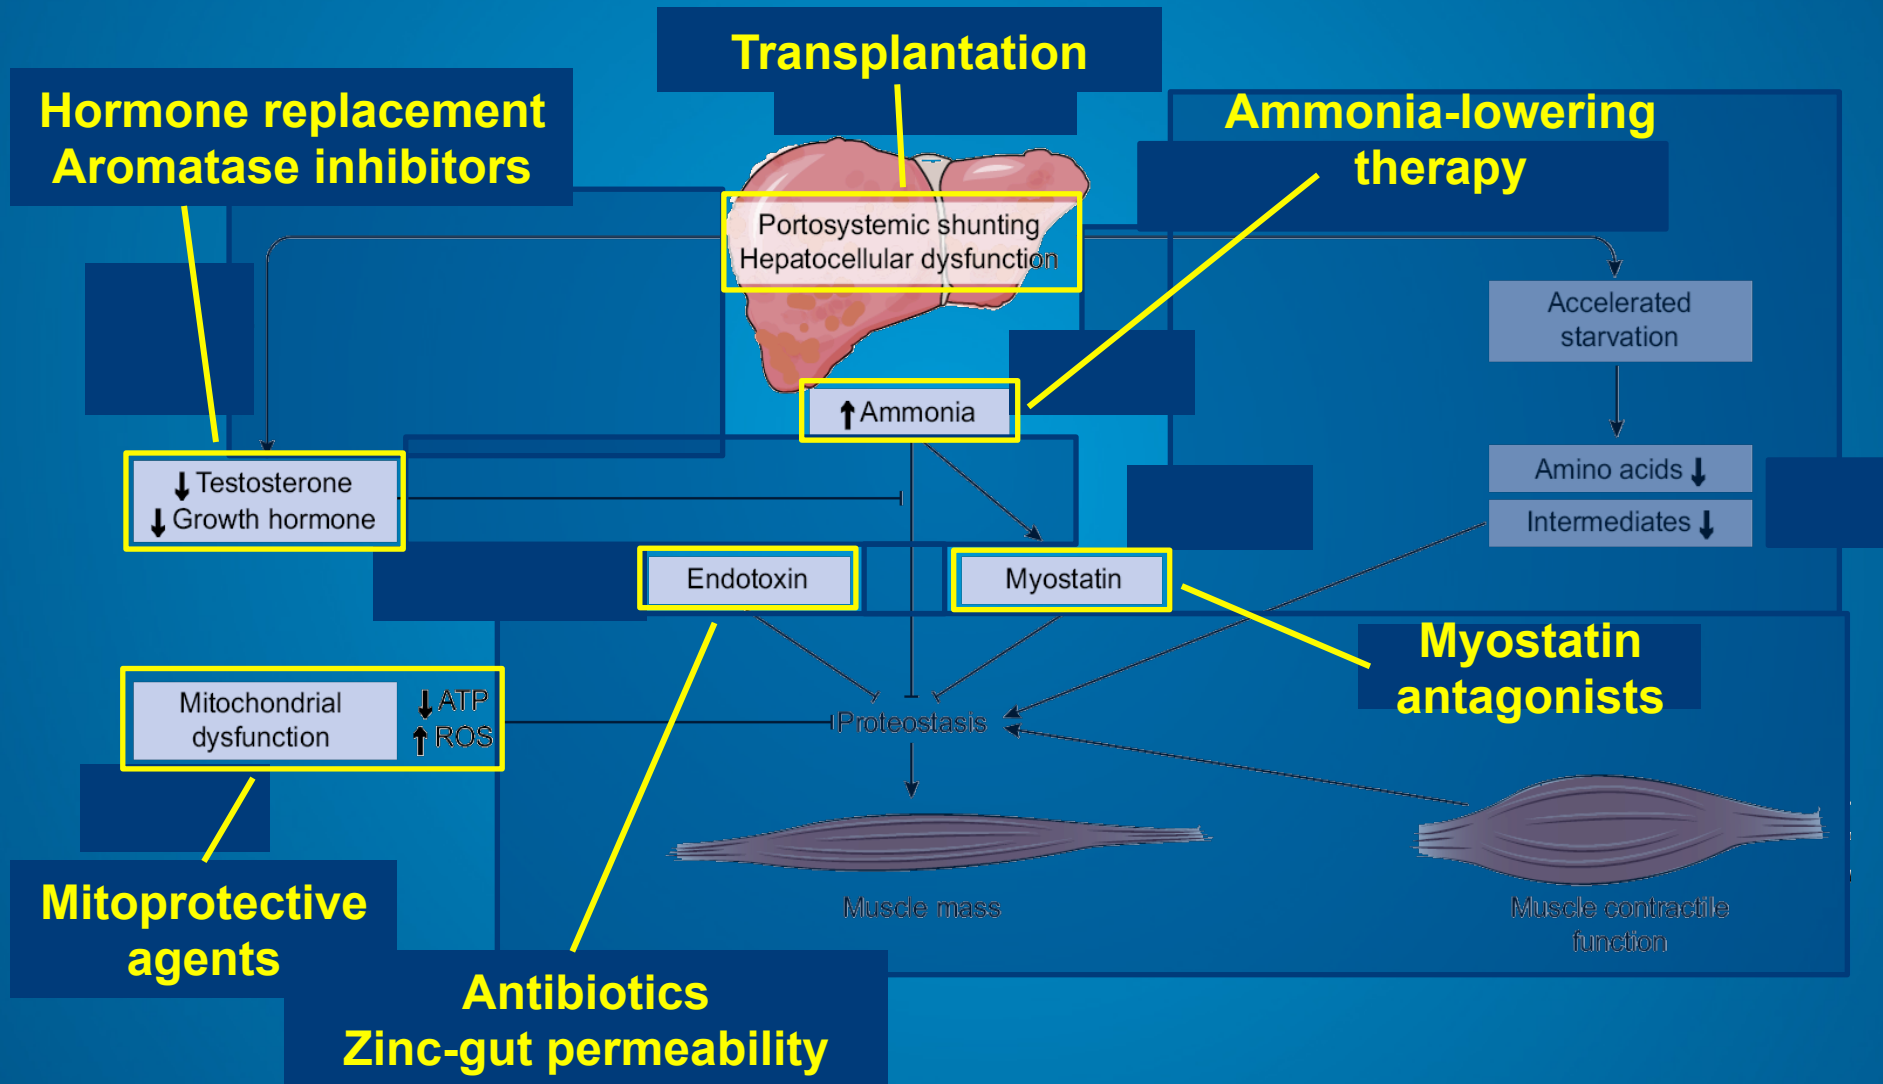 Transplantation
Hormone replacement
Aromatase inhibitors
Ammonia-lowering
therapy
Portosystemic shunting
Hepatocellular dysfunction
Accelerated
starvation
↑ Ammonia
↓ Testosterone
↓ Growth hormone
Amino acids ↓
Intermediates ↓
Endotoxin
Myostatin
Myostatin
antagonists
Mitochondrial
dysfunction
↓ ATP
↑ ROS
Proteostasis
Muscle mass
Muscle contractile
function
Mitoprotective
agents
Antibiotics
Zinc-gut permeability